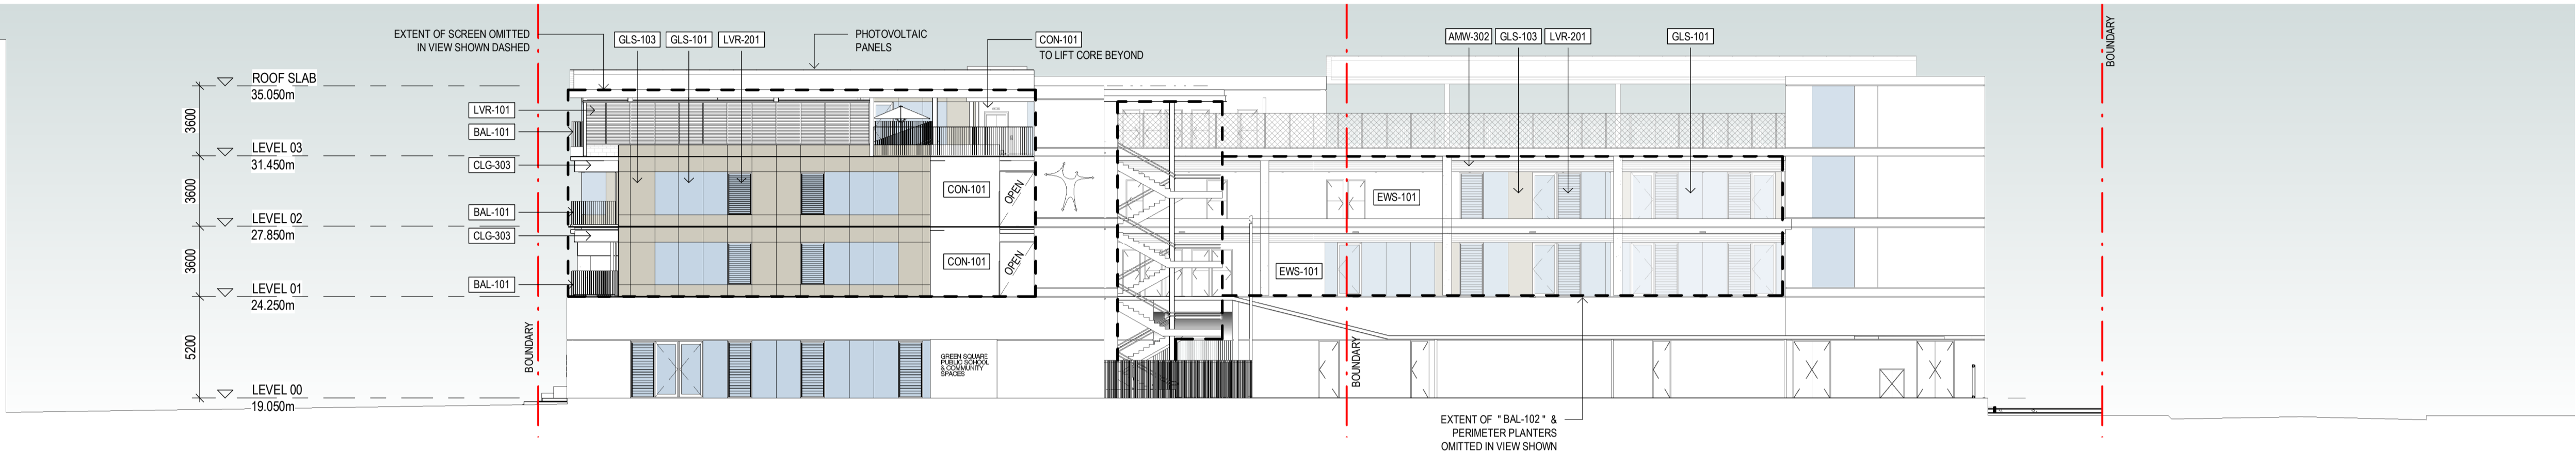 EXTENT OF SCREEN OMITTED
IN VIEW SHOWN DASHED
GLS-103
GLS-101
LVR-201
PHOTOVOLTAIC
PANELS
CON-101
TO LIFT CORE BEYOND
AMW-302
GLS-103
LVR-201
GLS-101
BOUNDARY
ROOF SLAB
35.050m
3600
LVR-101
BAL-101
LEVEL 03
31.450m
CLG-303
3600
CON-101
OPEN
EWS-101
BAL-101
LEVEL 02
27.850m
CLG-303
3600
CON-101
OPEN
EWS-101
BAL-101
LEVEL 01
24.250m
5200
BOUNDARY
GREEN SQUARE
PUBLIC SCHOOL
& COMMUNITY
SPACES
BOUNDARY
LEVEL 00
19.050m
EXTENT OF "BAL-102" &
PERIMETER PLANTERS
OMITTED IN VIEW SHOWN